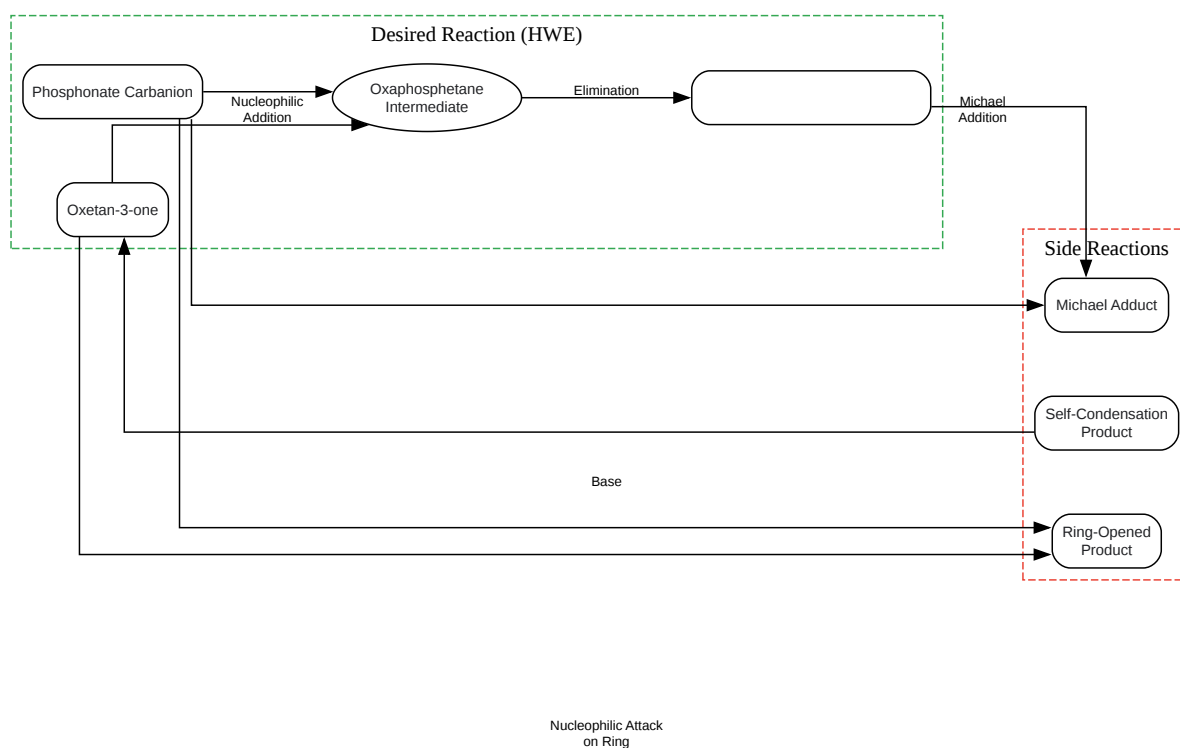 Desired Reaction (HWE)
Phosphonate Carbanion
Nucleophilic
Addition
Oxaphosphetane
Intermediate
Elimination
Michael
Addition
Oxetan-3-one
Side Reactions
Michael Adduct
Self-Condensation
Product
Base
Ring-Opened
Product
Nucleophilic Attack
on Ring